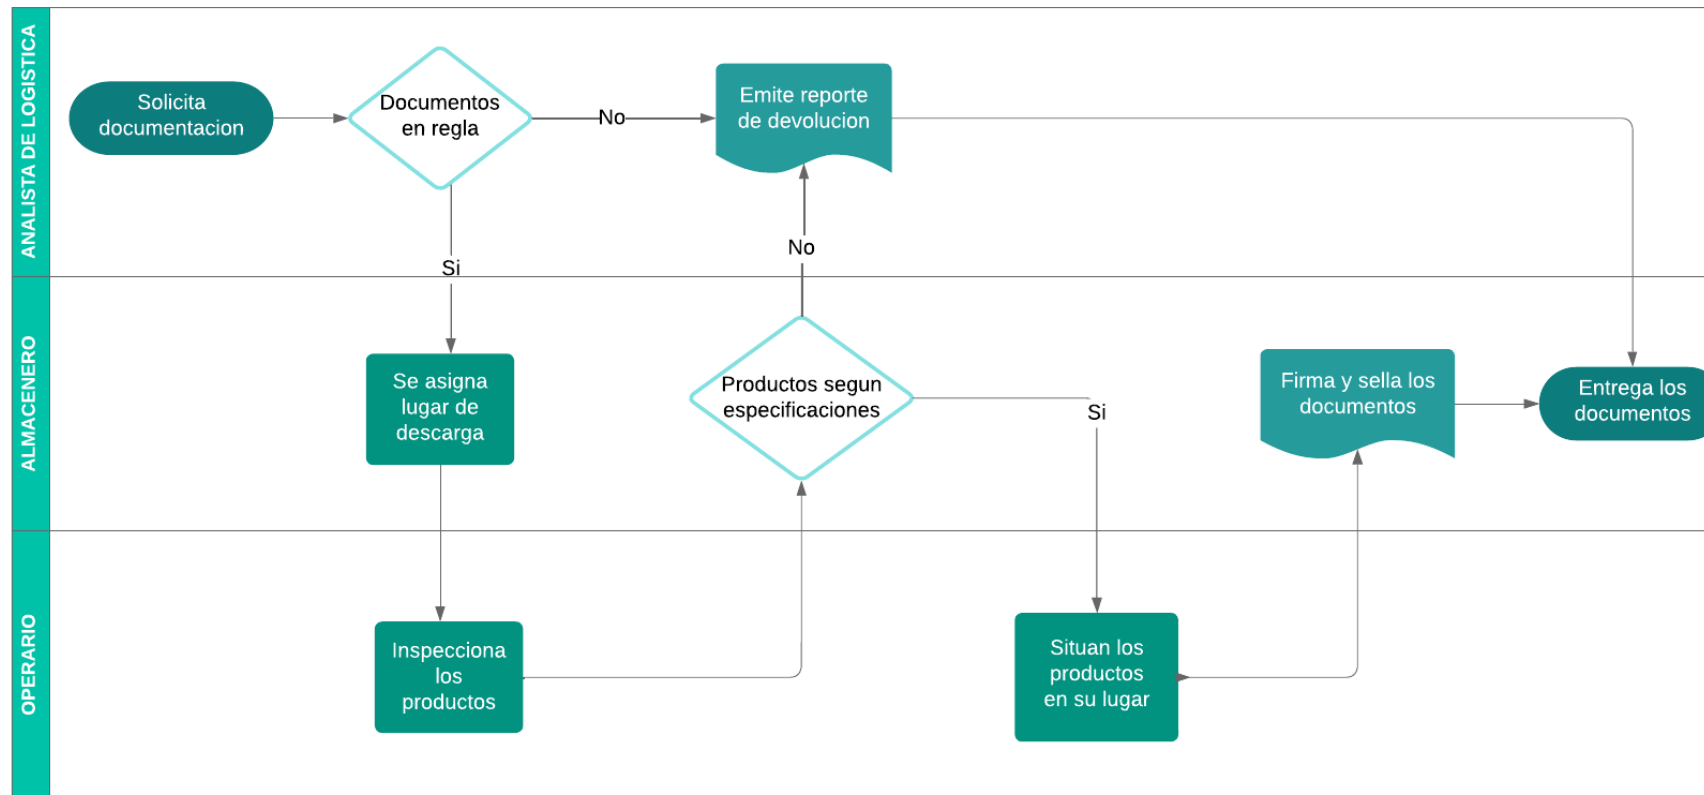 ANALISTA DE LOGISTICA
Solicita
documentacion
Documentos
en regla
No
Emite reporte
de devolucion
Si
No
ALMACENERO
Se asigna
lugar de
descarga
Productos segun
especificaciones
Si
Firma y sella los
documentos
Entrega los
documentos
OPERARIO
Inspecciona
los
productos
Situan los
productos
en su lugar